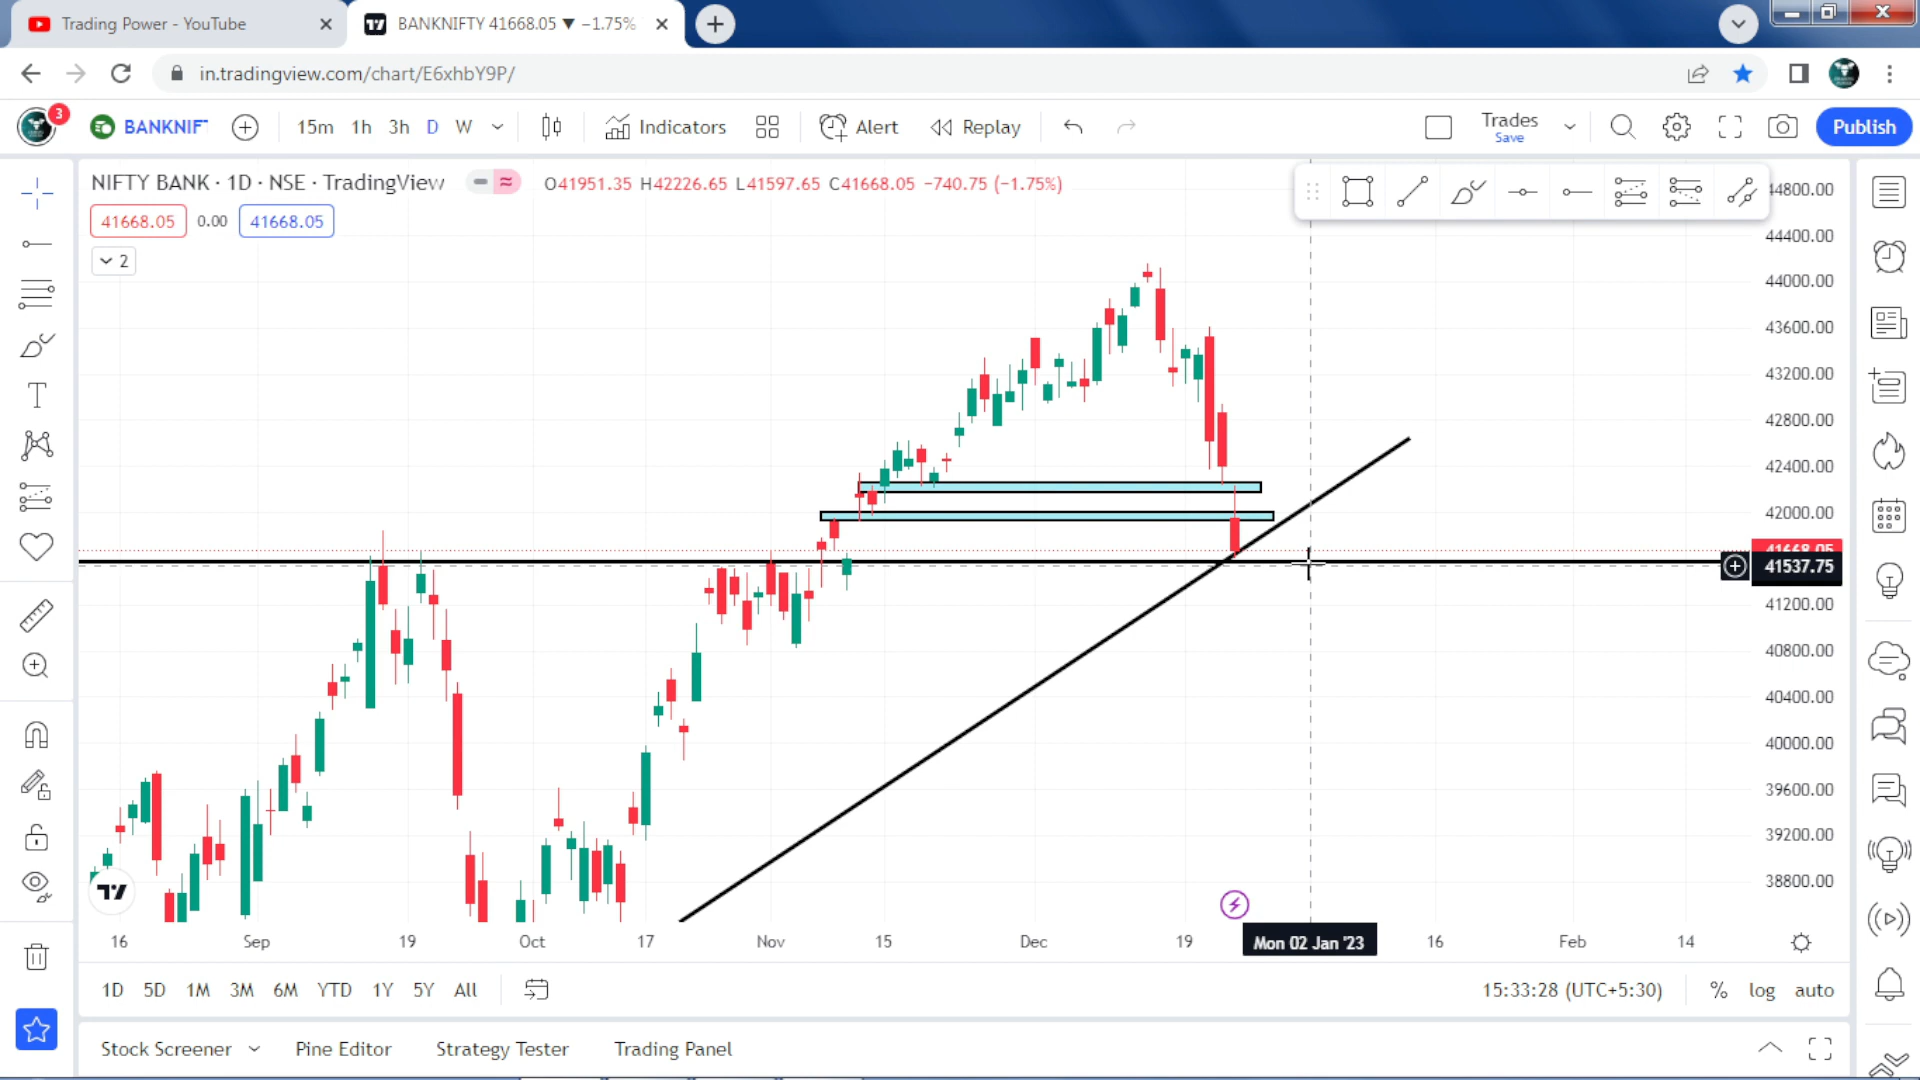 Trading Power - YouTube
BANKNIFTY 41668.05 ▼ −1.75%
in.tradingview.com/chart/E6xhbY9P/
3
BANKNIF
15m 1h 3h D W
Indicators
Alert
Replay
Trades
Save
Publish
NIFTY BANK · 1D · NSE · TradingView
O41951.35 H42226.65 L41597.65 C41668.05 −740.75 (−1.75%)
41668.05 0.00 41668.05
2
44800.00
44400.00
44000.00
43600.00
43200.00
42800.00
42400.00
42000.00
41668.05
41537.75
41200.00
40800.00
40400.00
40000.00
39600.00
39200.00
38800.00
16 Sep 19 Oct 17 Nov 15 Dec 19 Mon 02 Jan '23 16 Feb 14
1D 5D 1M 3M 6M YTD 1Y 5Y All
15:33:28 (UTC+5:30) % log auto
Stock Screener Pine Editor Strategy Tester Trading Panel